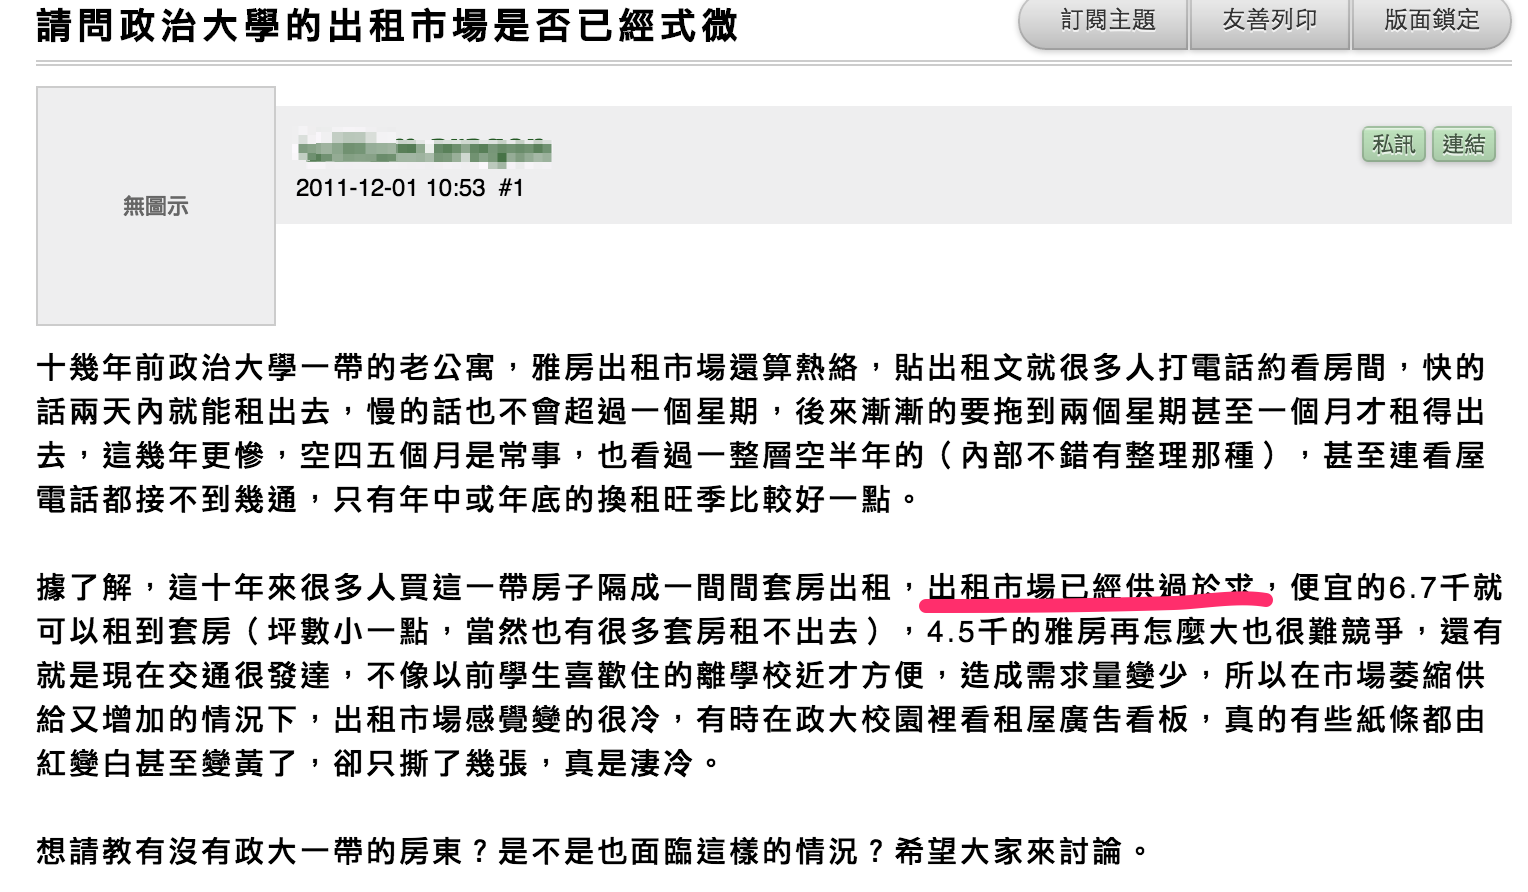 請問政治大學的出租市場是否已經式微
訂閱主題 友善列印 版面鎖定
無圖示
私訊 連結
2011-12-01 10:53 #1
十幾年前政治大學一帶的老公寓，雅房出租市場還算熱絡，貼出租文就很多人打電話約看房間，快的
話兩天內就能租出去，慢的話也不會超過一個星期，後來漸漸的要拖到兩個星期甚至一個月才租得出
去，這幾年更慘，空四五個月是常事，也看過一整層空半年的（內部不錯有整理那種），甚至連看屋
電話都接不到幾通，只有年中或年底的換租旺季比較好一點。
據了解，這十年來很多人買這一帶房子隔成一間間套房出租，出租市場已經供過於求，便宜的6.7千就
可以租到套房（坪數小一點，當然也有很多套房租不出去），4.5千的雅房再怎麼大也很難競爭，還有
就是現在交通很發達，不像以前學生喜歡住的離學校近才方便，造成需求量變少，所以在市場萎縮供
給又增加的情況下，出租市場感覺變的很冷，有時在政大校園裡看租屋廣告看板，真的有些紙條都由
紅變白甚至變黃了，卻只撕了幾張，真是淒冷。
想請教有沒有政大一帶的房東？是不是也面臨這樣的情況？希望大家來討論。